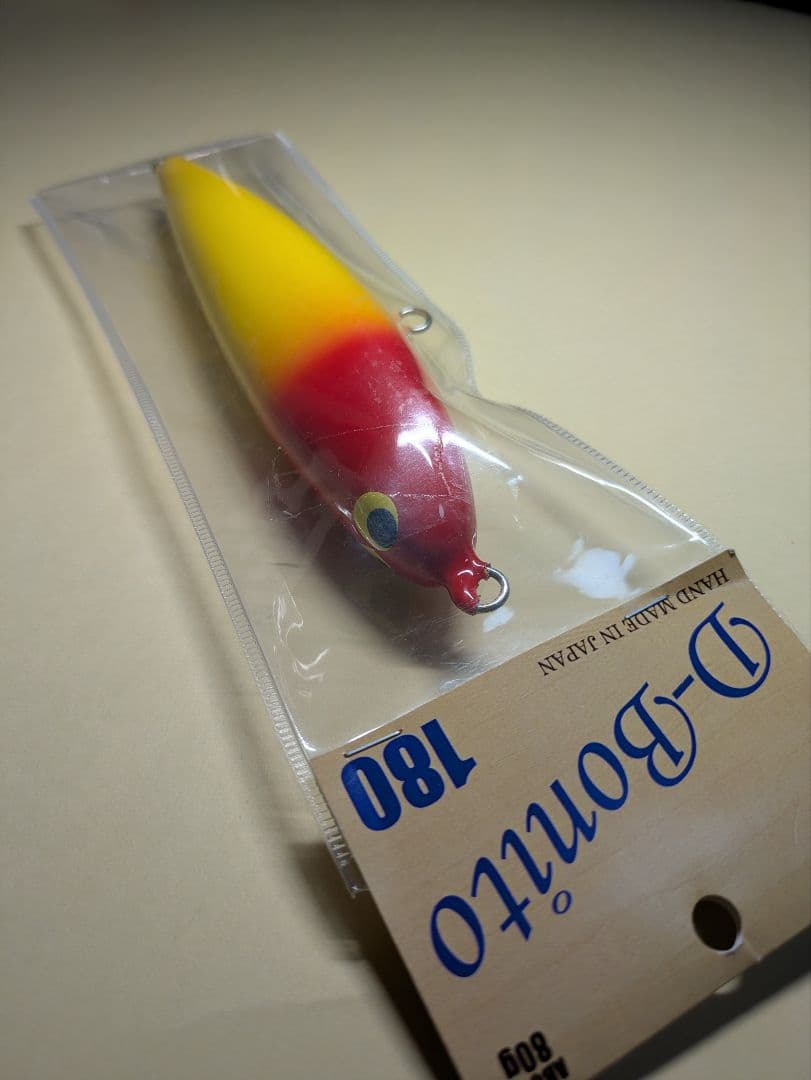 HAND MADE IN JAPAN
D-Bonito
180
80g